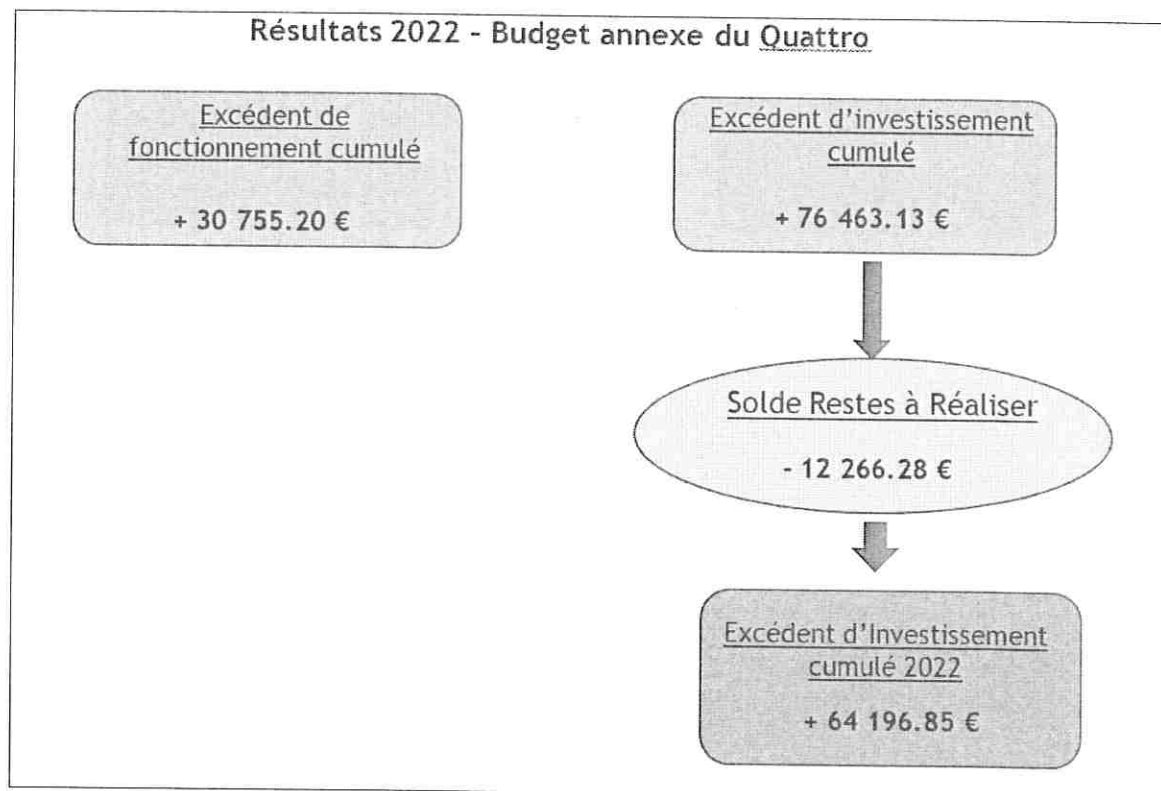 Résultats 2022 - Budget annexe du Quattro
Excédent de
fonctionnement cumulé
+ 30 755.20 €
Excédent d'investissement
cumulé
+ 76 463.13 €
Solde Restes à Réaliser
- 12 266.28 €
Excédent d'Investissement
cumulé 2022
+ 64 196.85 €